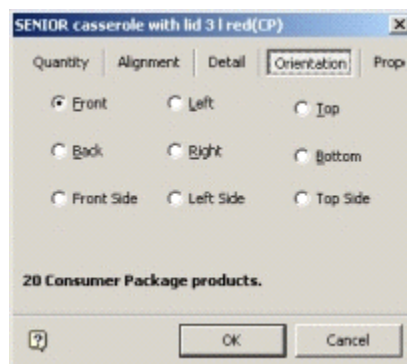 SENIOR casserole with lid 3 l red(CP)
Quantity Alignment Detail Orientation Prop
Front Left Top
Back Right Bottom
Front Side Left Side Top Side
20 Consumer Package products.
OK Cancel